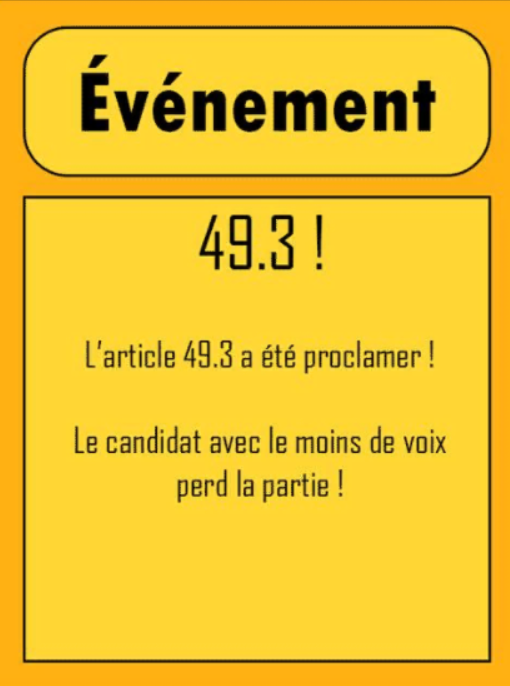 Événement
49.3 !
L'article 49.3 a été proclamer !
Le candidat avec le moins de voix
perd la partie !